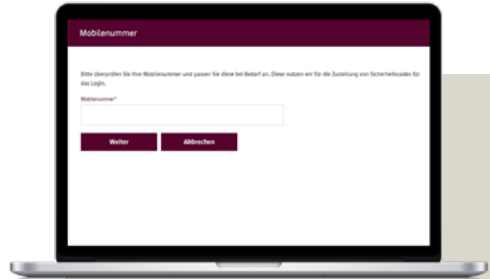 Mobilenummer
Bitte überprüfen Sie Ihre Mobilenummer und passen Sie diese bei Bedarf an. Diese nutzen wir für die Zustellung von Sicherheitscodes für
das Login.
Mobilenummer*
Weiter Abbrechen